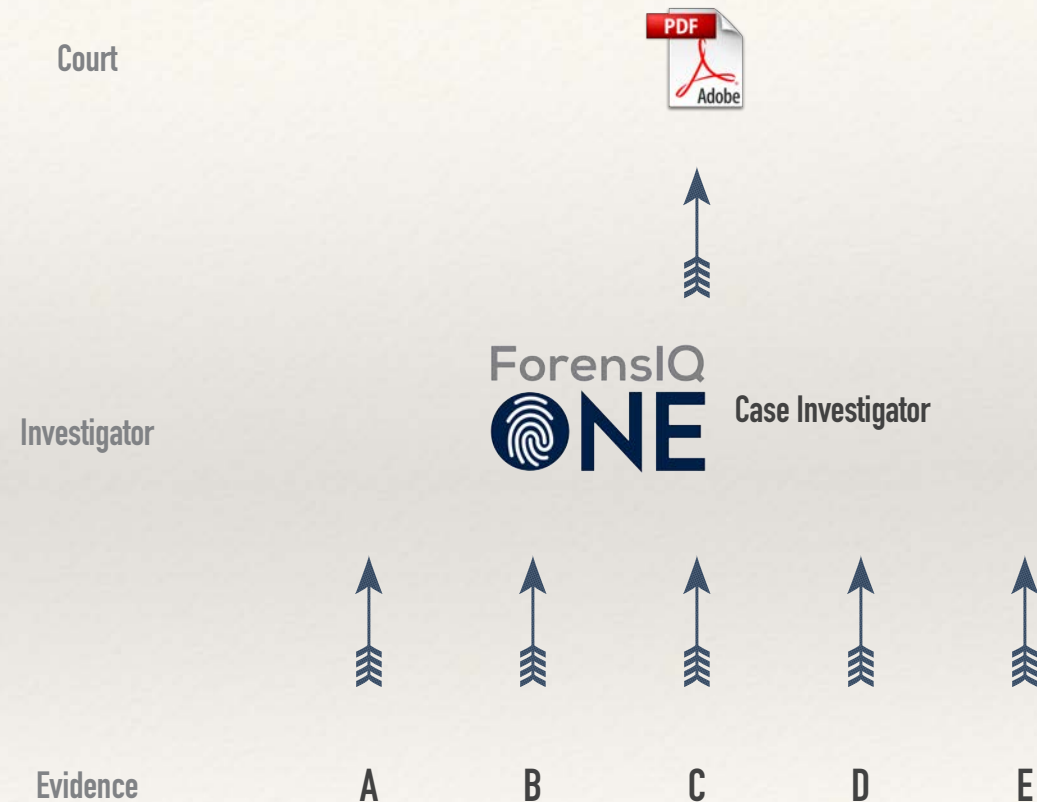 Court
PDF
Adobe
ForensIQ
ONE
Case Investigator
Investigator
Evidence A B C D E